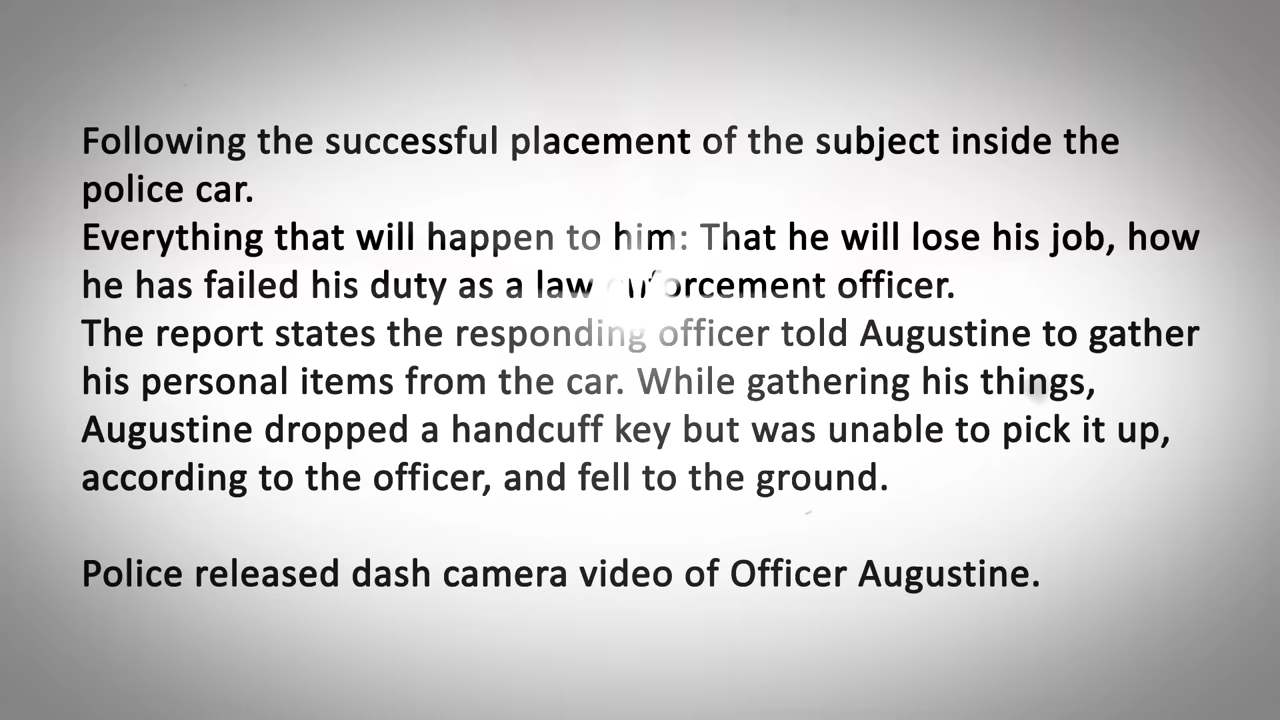 Following the successful placement of the subject inside the
police car.
Everything that will happen to him: That he will lose his job, how
he has failed his duty as a law enforcement officer.
The report states the responding officer told Augustine to gather
his personal items from the car. While gathering his things,
Augustine dropped a handcuff key but was unable to pick it up,
according to the officer, and fell to the ground.
Police released dash camera video of Officer Augustine.